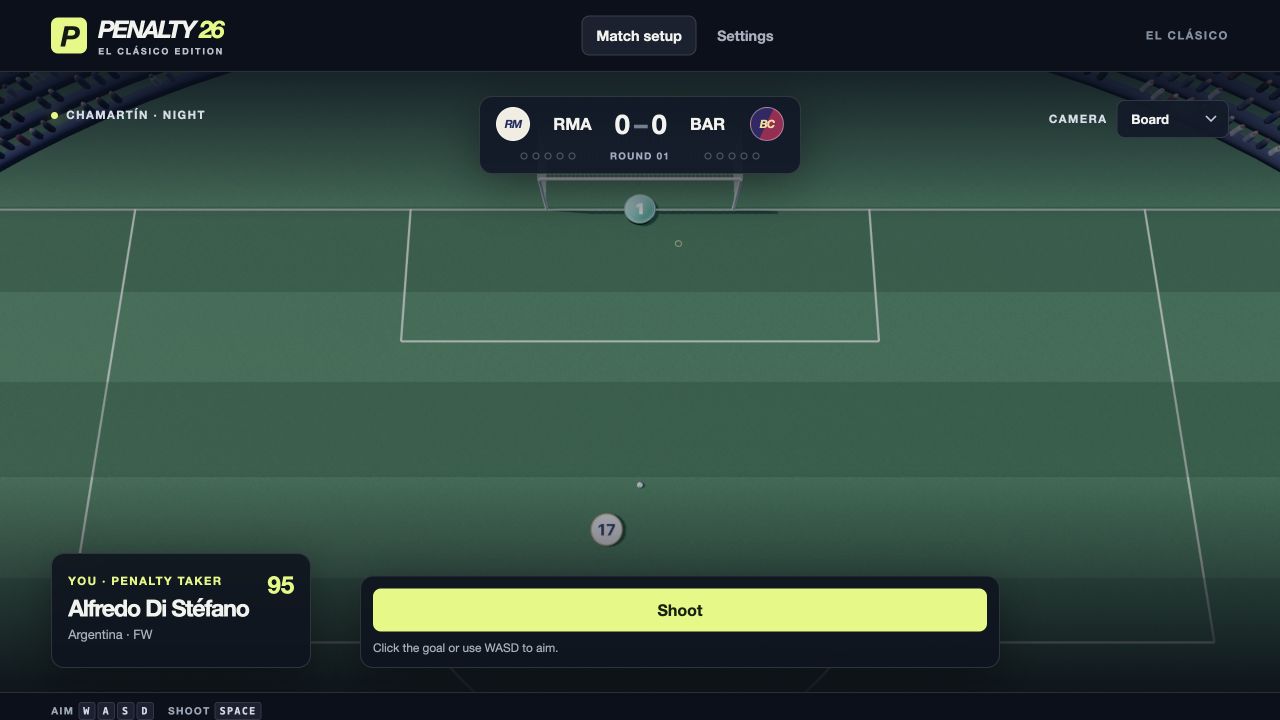 P PENALTY 26
EL CLÁSICO EDITION
Match setup
Settings
EL CLÁSICO
CHAMARTÍN · NIGHT
RM RMA 0–0 BAR BC
ROUND 01
CAMERA Board
1
17
YOU · PENALTY TAKER 95
Alfredo Di Stéfano
Argentina · FW
Shoot
Click the goal or use WASD to aim.
AIM W A S D SHOOT SPACE